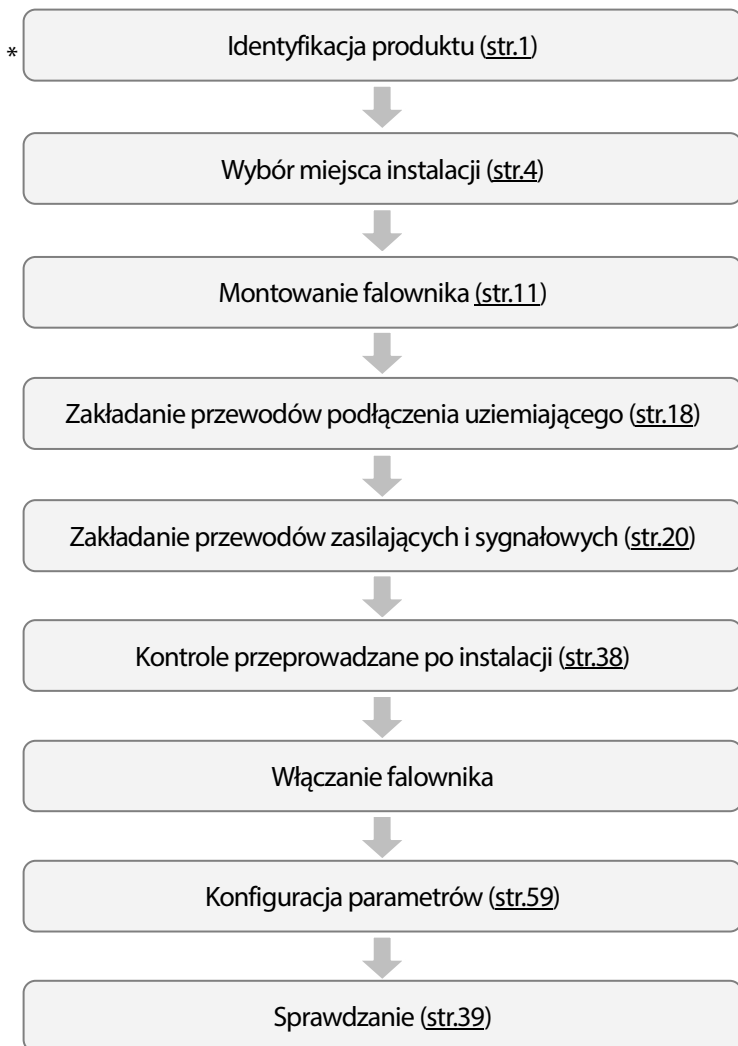 * Identyfikacja produktu (str.1)
Wybór miejsca instalacji (str.4)
Montowanie falownika (str.11)
Zakładanie przewodów podłączenia uziemiającego (str.18)
Zakładanie przewodów zasilających i sygnałowych (str.20)
Kontrole przeprowadzane po instalacji (str.38)
Włączanie falownika
Konfiguracja parametrów (str.59)
Sprawdzanie (str.39)